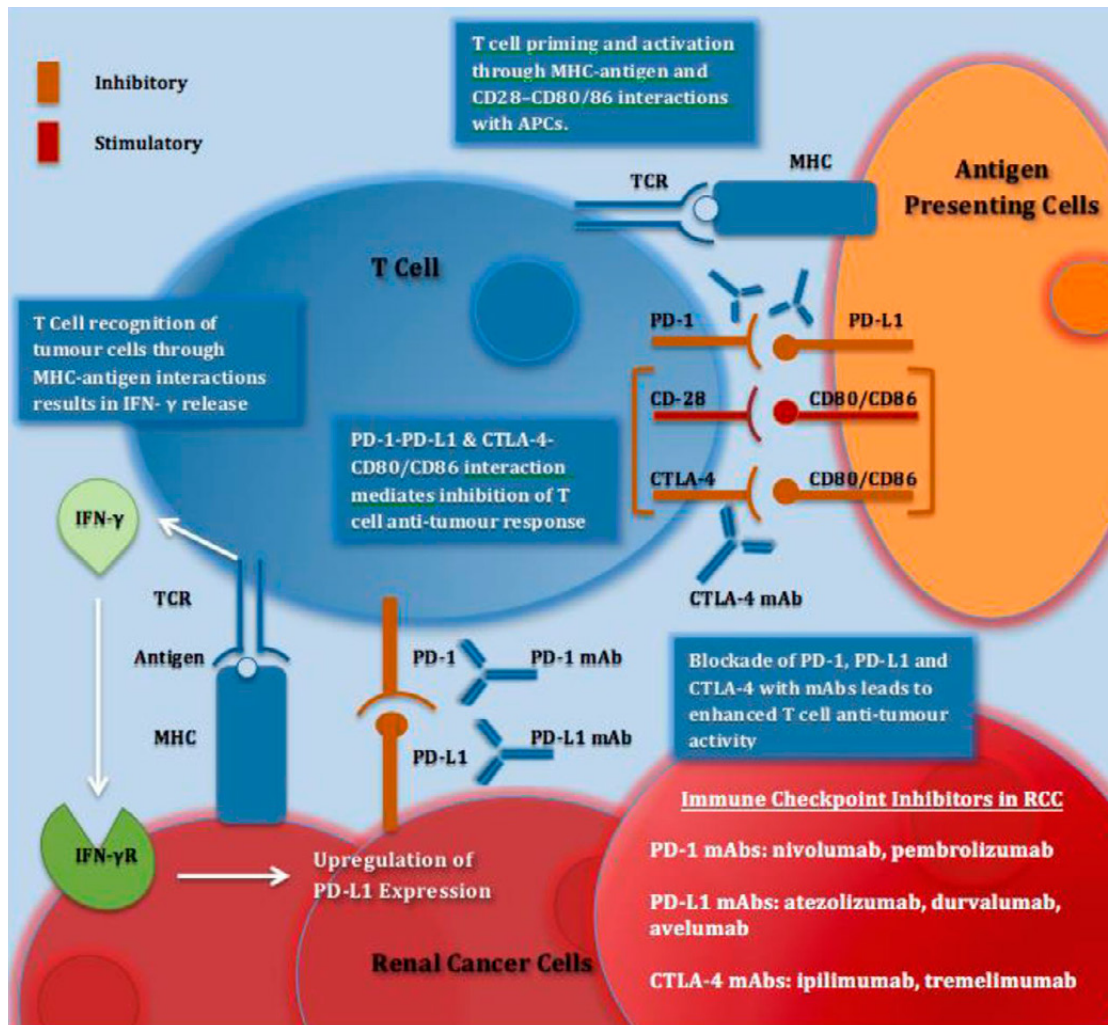 Inhibitory
Stimulatory
T cell priming and activation
through MHC-antigen and
CD28–CD80/86 interactions
with APCs.
TCR
MHC
Antigen
Presenting Cells
T Cell
T Cell recognition of
tumour cells through
MHC-antigen interactions
results in IFN- γ release
PD-1
PD-L1
CD-28
CD80/CD86
CTLA-4
CD80/CD86
CTLA-4 mAb
PD-1-PD-L1 & CTLA-4-
CD80/CD86 interaction
mediates inhibition of T
cell anti-tumour response
IFN-γ
TCR
Antigen
MHC
PD-1
PD-1 mAb
PD-L1
PD-L1 mAb
Blockade of PD-1, PD-L1 and
CTLA-4 with mAbs leads to
enhanced T cell anti-tumour
activity
IFN-γR
Upregulation of
PD-L1 Expression
Renal Cancer Cells
Immune Checkpoint Inhibitors in RCC
PD-1 mAbs: nivolumab, pembrolizumab
PD-L1 mAbs: atezolizumab, durvalumab,
avelumab
CTLA-4 mAbs: ipilimumab, tremelimumab